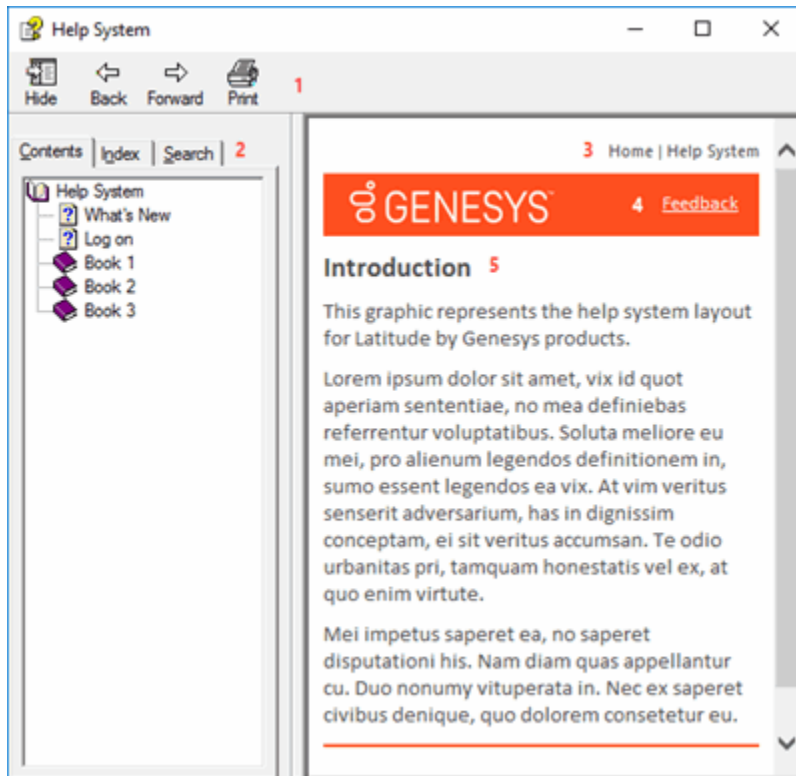 Help System
Hide Back Forward Print 1
Contents Index Search 2
Help System
What's New
Log on
Book 1
Book 2
Book 3
3 Home | Help System
GENESYS™ 4 Feedback
Introduction 5
This graphic represents the help system layout
for Latitude by Genesys products.
Lorem ipsum dolor sit amet, vix id quot
aperiam sententiae, no mea definiebas
referrentur voluptatibus. Soluta meliore eu
mei, pro alienum legendos definitionem in,
sumo essent legendos ea vix. At vim veritus
senserit adversarium, has in dignissim
conceptam, ei sit veritus accumsan. Te odio
urbanitas pri, tamquam honestatis vel ex, at
quo enim virtute.
Mei impetus saperet ea, no saperet
disputationi his. Nam diam quas appellantur
cu. Duo nonumy vituperata in. Nec ex saperet
civibus denique, quo dolorem consetetur eu.